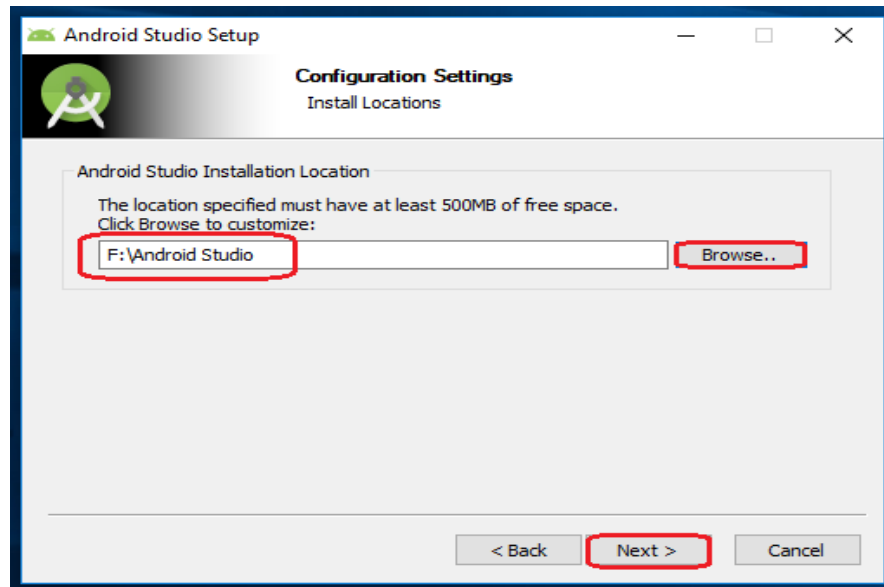 Android Studio Setup
Configuration Settings
Install Locations
Android Studio Installation Location
The location specified must have at least 500MB of free space.
Click Browse to customize:
F:\Android Studio
Browse..
< Back
Next >
Cancel